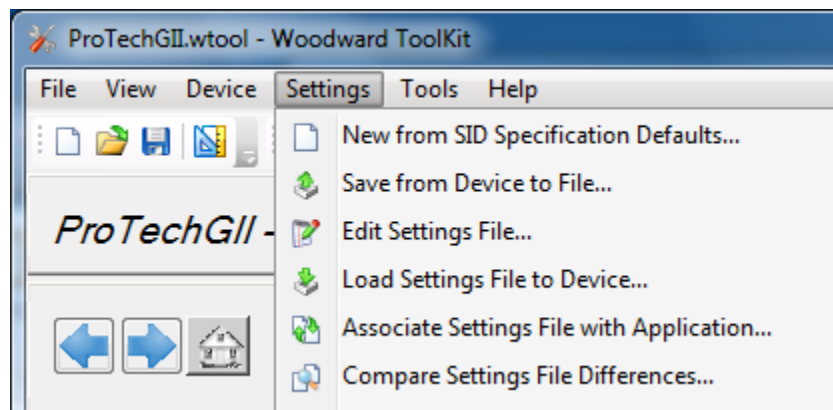 ProTechGII.wtool - Woodward ToolKit
File View Device Settings Tools Help
New from SID Specification Defaults...
Save from Device to File...
ProTechGII -
Edit Settings File...
Load Settings File to Device...
Associate Settings File with Application...
Compare Settings File Differences...